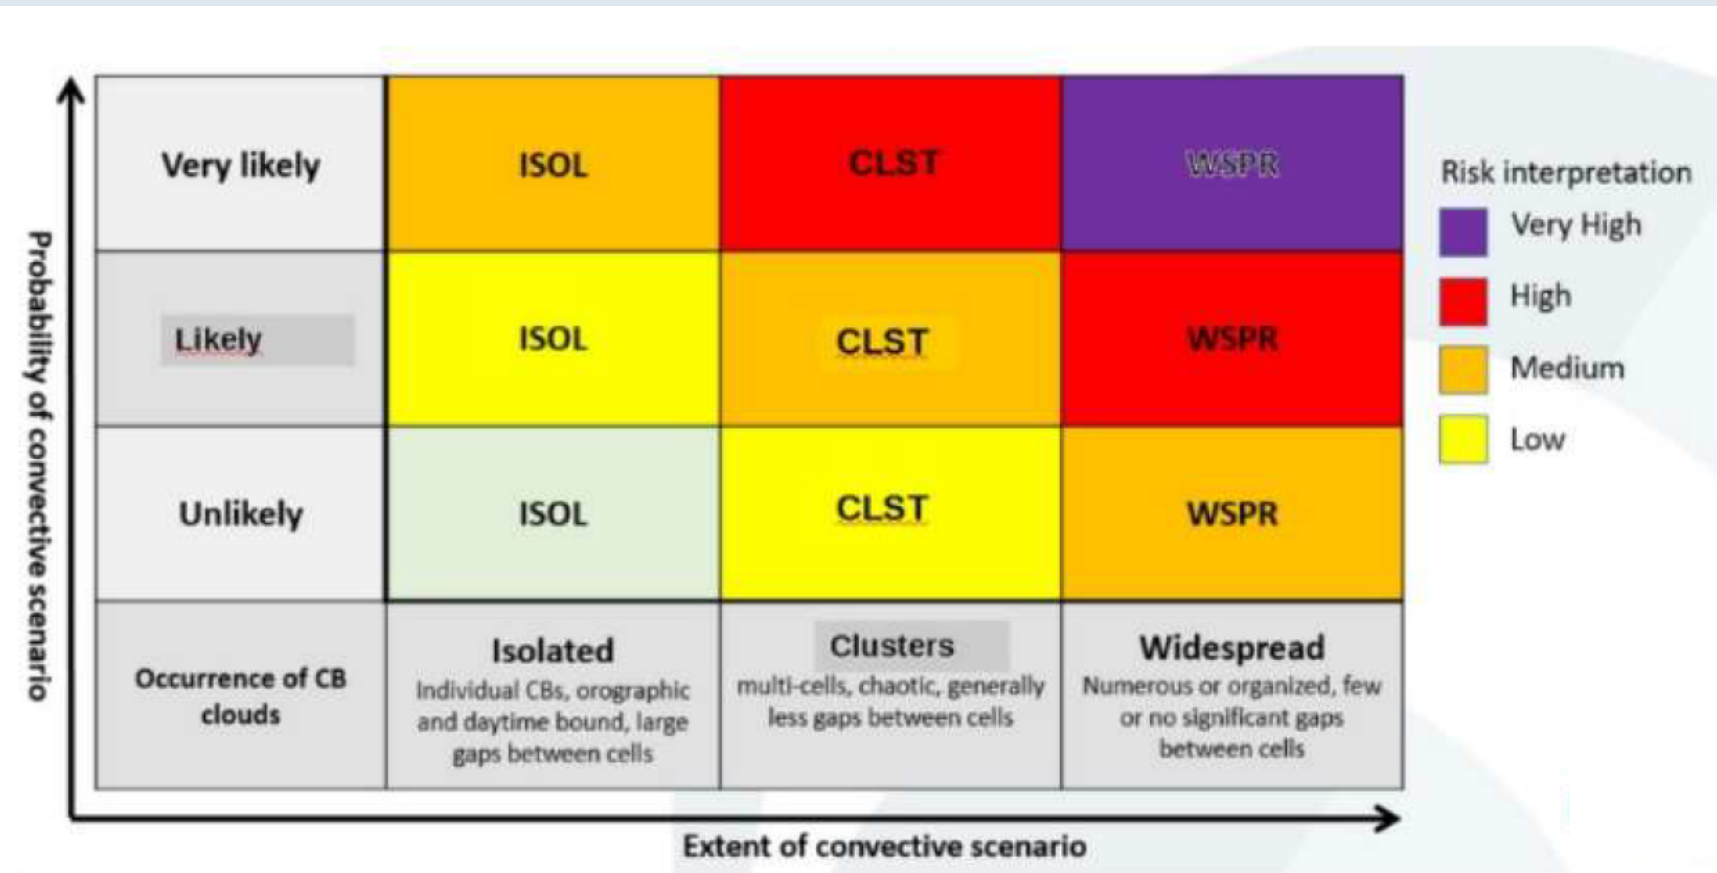 Probability of convective scenario
Very likely
ISOL
CLST
WSPR
Likely
ISOL
CLST
WSPR
Unlikely
ISOL
CLST
WSPR
Occurrence of CB
clouds
Isolated
Individual CBs, orographic
and daytime bound, large
gaps between cells
Clusters
multi-cells, chaotic, generally
less gaps between cells
Widespread
Numerous or organized, few
or no significant gaps
between cells
Extent of convective scenario
Risk interpretation
Very High
High
Medium
Low